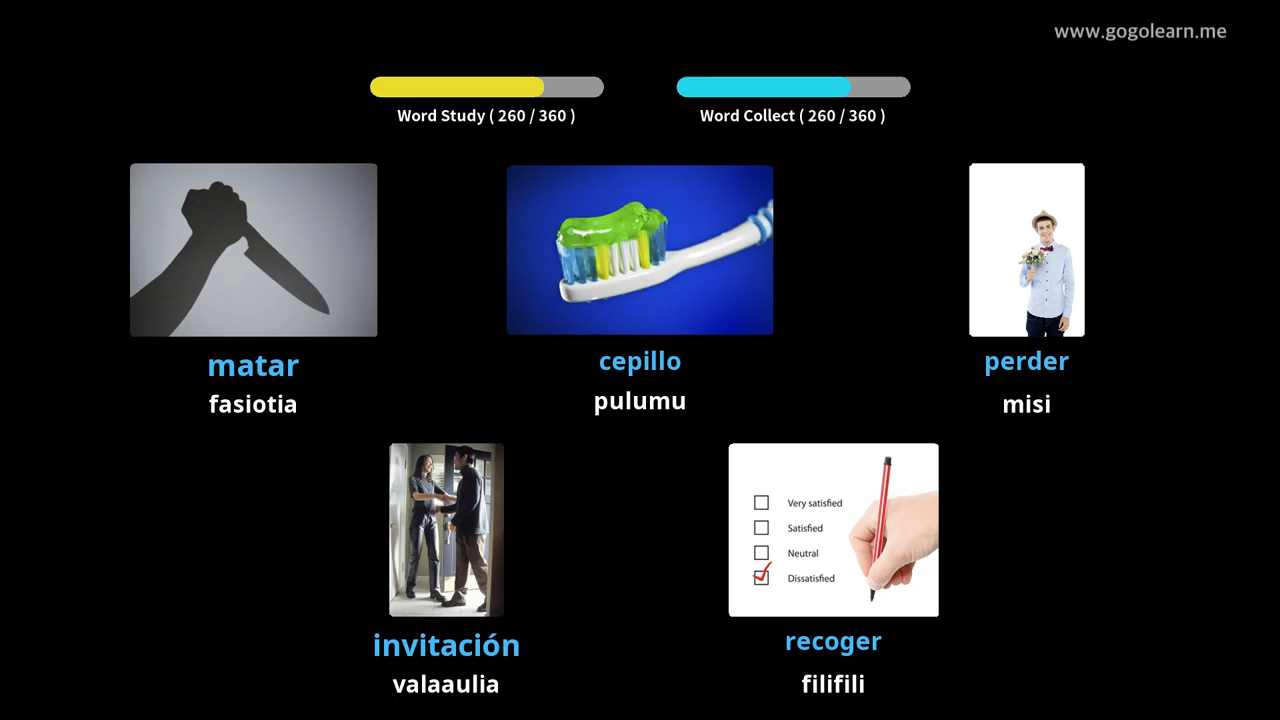 www.gogolearn.me
Word Study ( 260 / 360 )
Word Collect ( 260 / 360 )
matar
fasiotia
cepillo
pulumu
perder
misi
Very satisfied
Satisfied
Neutral
Dissatisfied
invitación
valaaulia
recoger
filifili